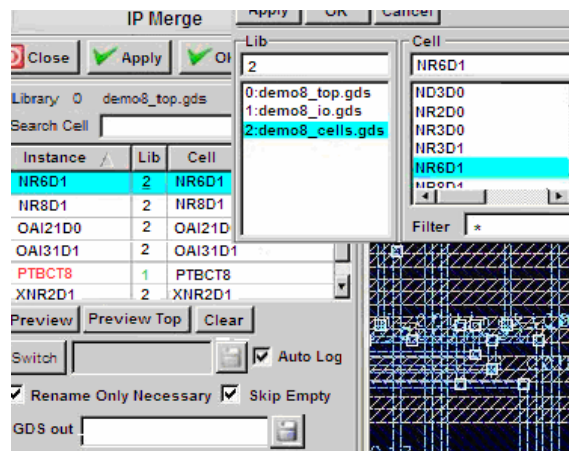 IP Merge
Apply OK Cancel
Close Apply
Lib
2
0:demo8_top.gds
1:demo8_io.gds
2:demo8_cells.gds
Cell
NR6D1
ND3D0
NR2D0
NR3D0
NR3D1
NR6D1
NR8D1
Filter *
Library 0 demo8_top.gds
Search Cell
Instance Lib Cell
NR6D1 2 NR6D1
NR8D1 2 NR8D1
OAI21D0 2 OAI21D
OAI31D1 2 OAI31D1
PTBCT8 1 PTBCT8
XNR2D1 2 XNR2D1
Preview Preview Top Clear
Switch Auto Log
Rename Only Necessary Skip Empty
GDS out